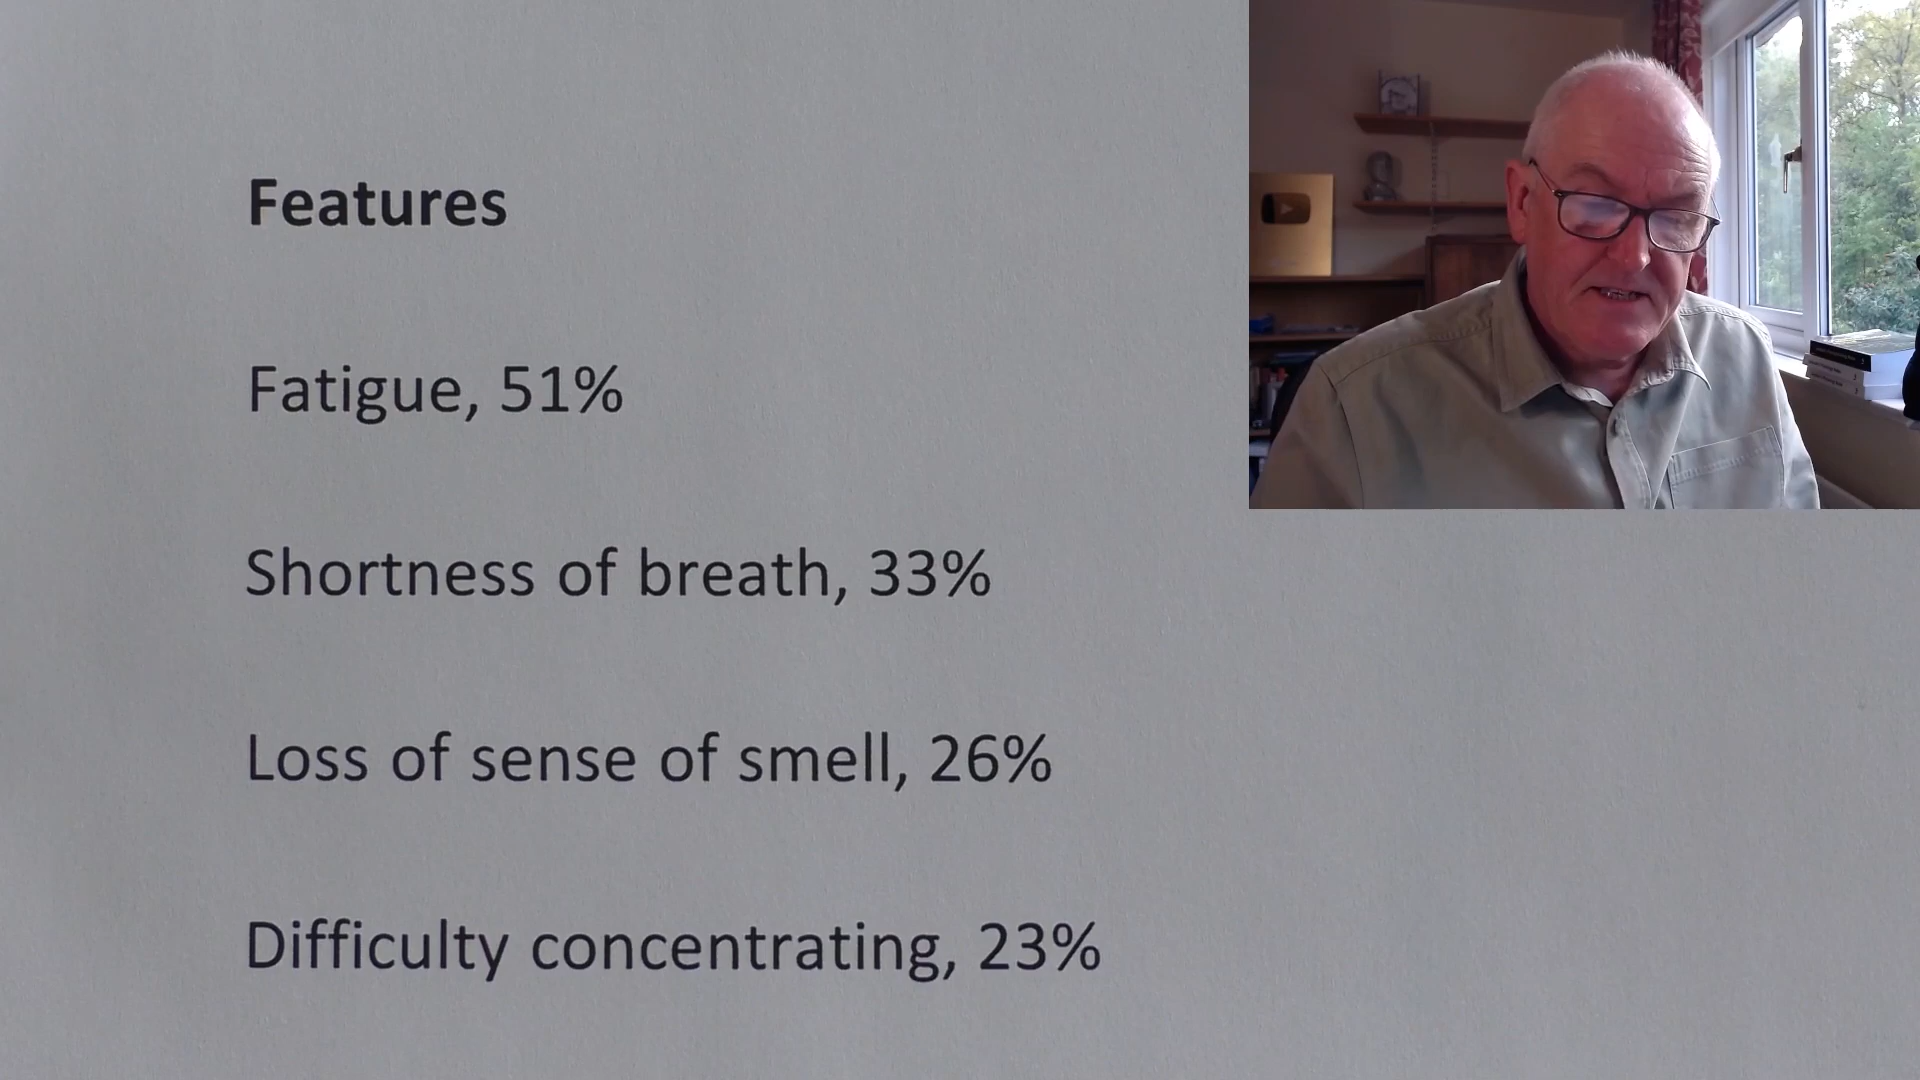 Features
Fatigue, 51%
Shortness of breath, 33%
Loss of sense of smell, 26%
Difficulty concentrating, 23%